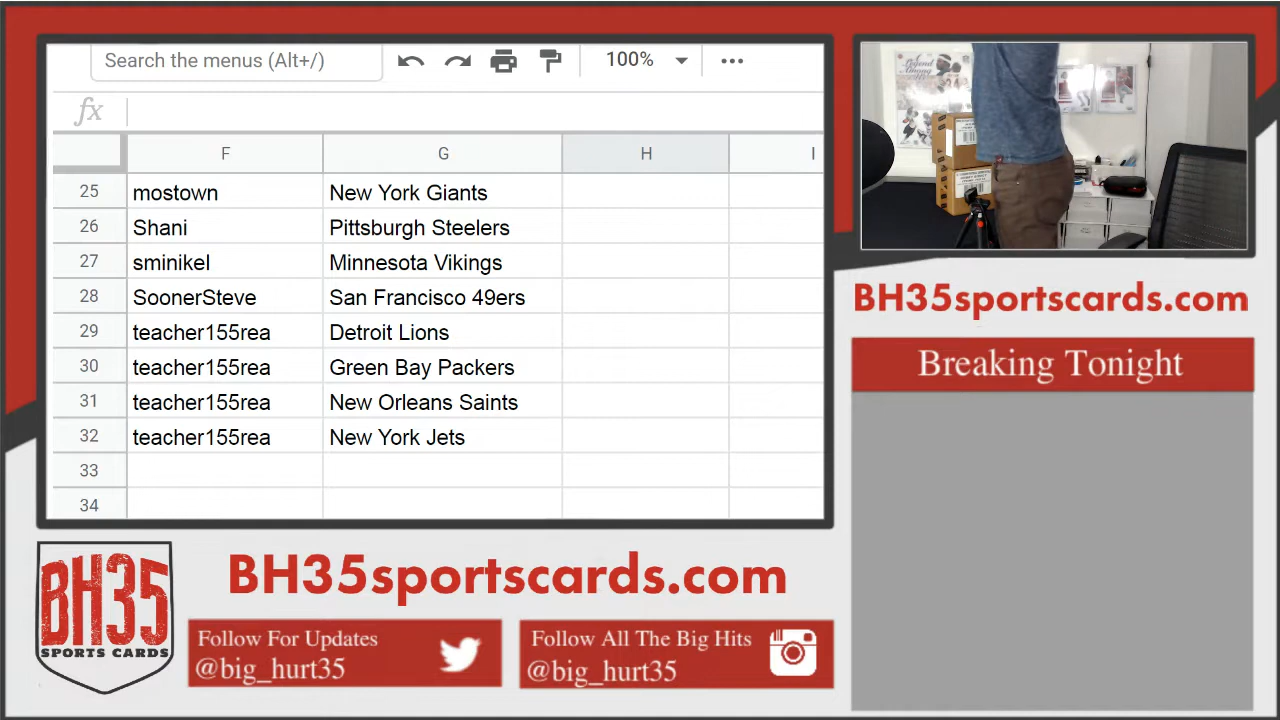 Search the menus (Alt+/)
100%
fx
F G H I
25 mostown New York Giants
26 Shani Pittsburgh Steelers
27 sminikel Minnesota Vikings
28 SoonerSteve San Francisco 49ers
29 teacher155rea Detroit Lions
30 teacher155rea Green Bay Packers
31 teacher155rea New Orleans Saints
32 teacher155rea New York Jets
33
34
BH35sportscards.com
Breaking Tonight
BH35
SPORTS CARDS
BH35sportscards.com
Follow For Updates
@big_hurt35
Follow All The Big Hits
@big_hurt35